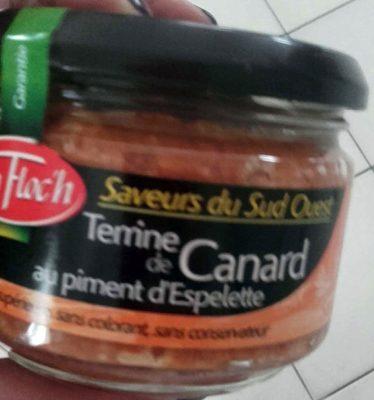 Garantie
Floc'h
Saveurs du Sud Ouest
Terrine
de Canard
au piment d'Espelette
sans colorant, sans conservateur